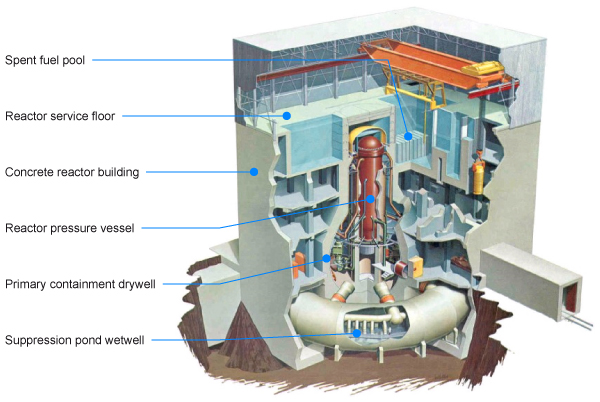 Spent fuel pool
Reactor service floor
Concrete reactor building
Reactor pressure vessel
Primary containment drywell
Suppression pond wetwell